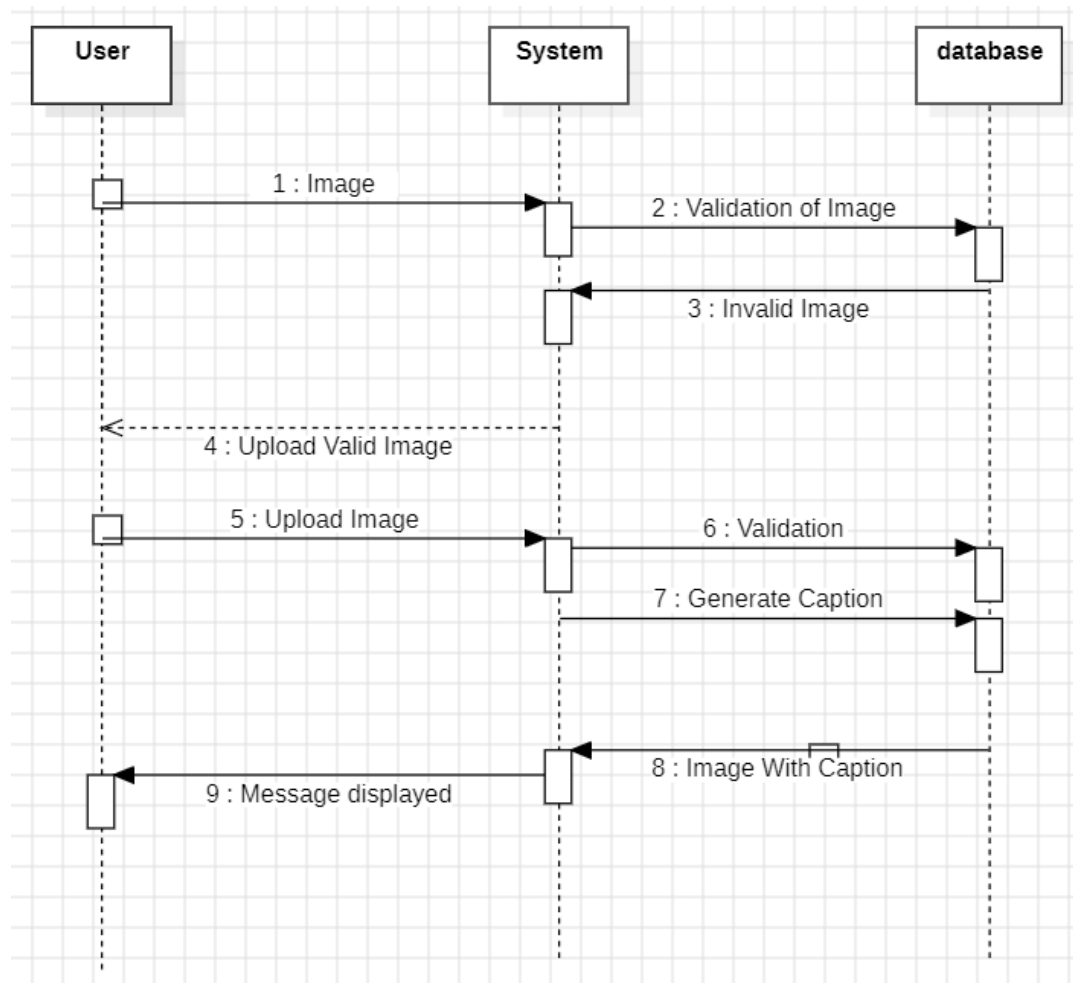 User
System
database
1 : Image
2 : Validation of Image
3 : Invalid Image
4 : Upload Valid Image
5 : Upload Image
6 : Validation
7 : Generate Caption
8 : Image With Caption
9 : Message displayed